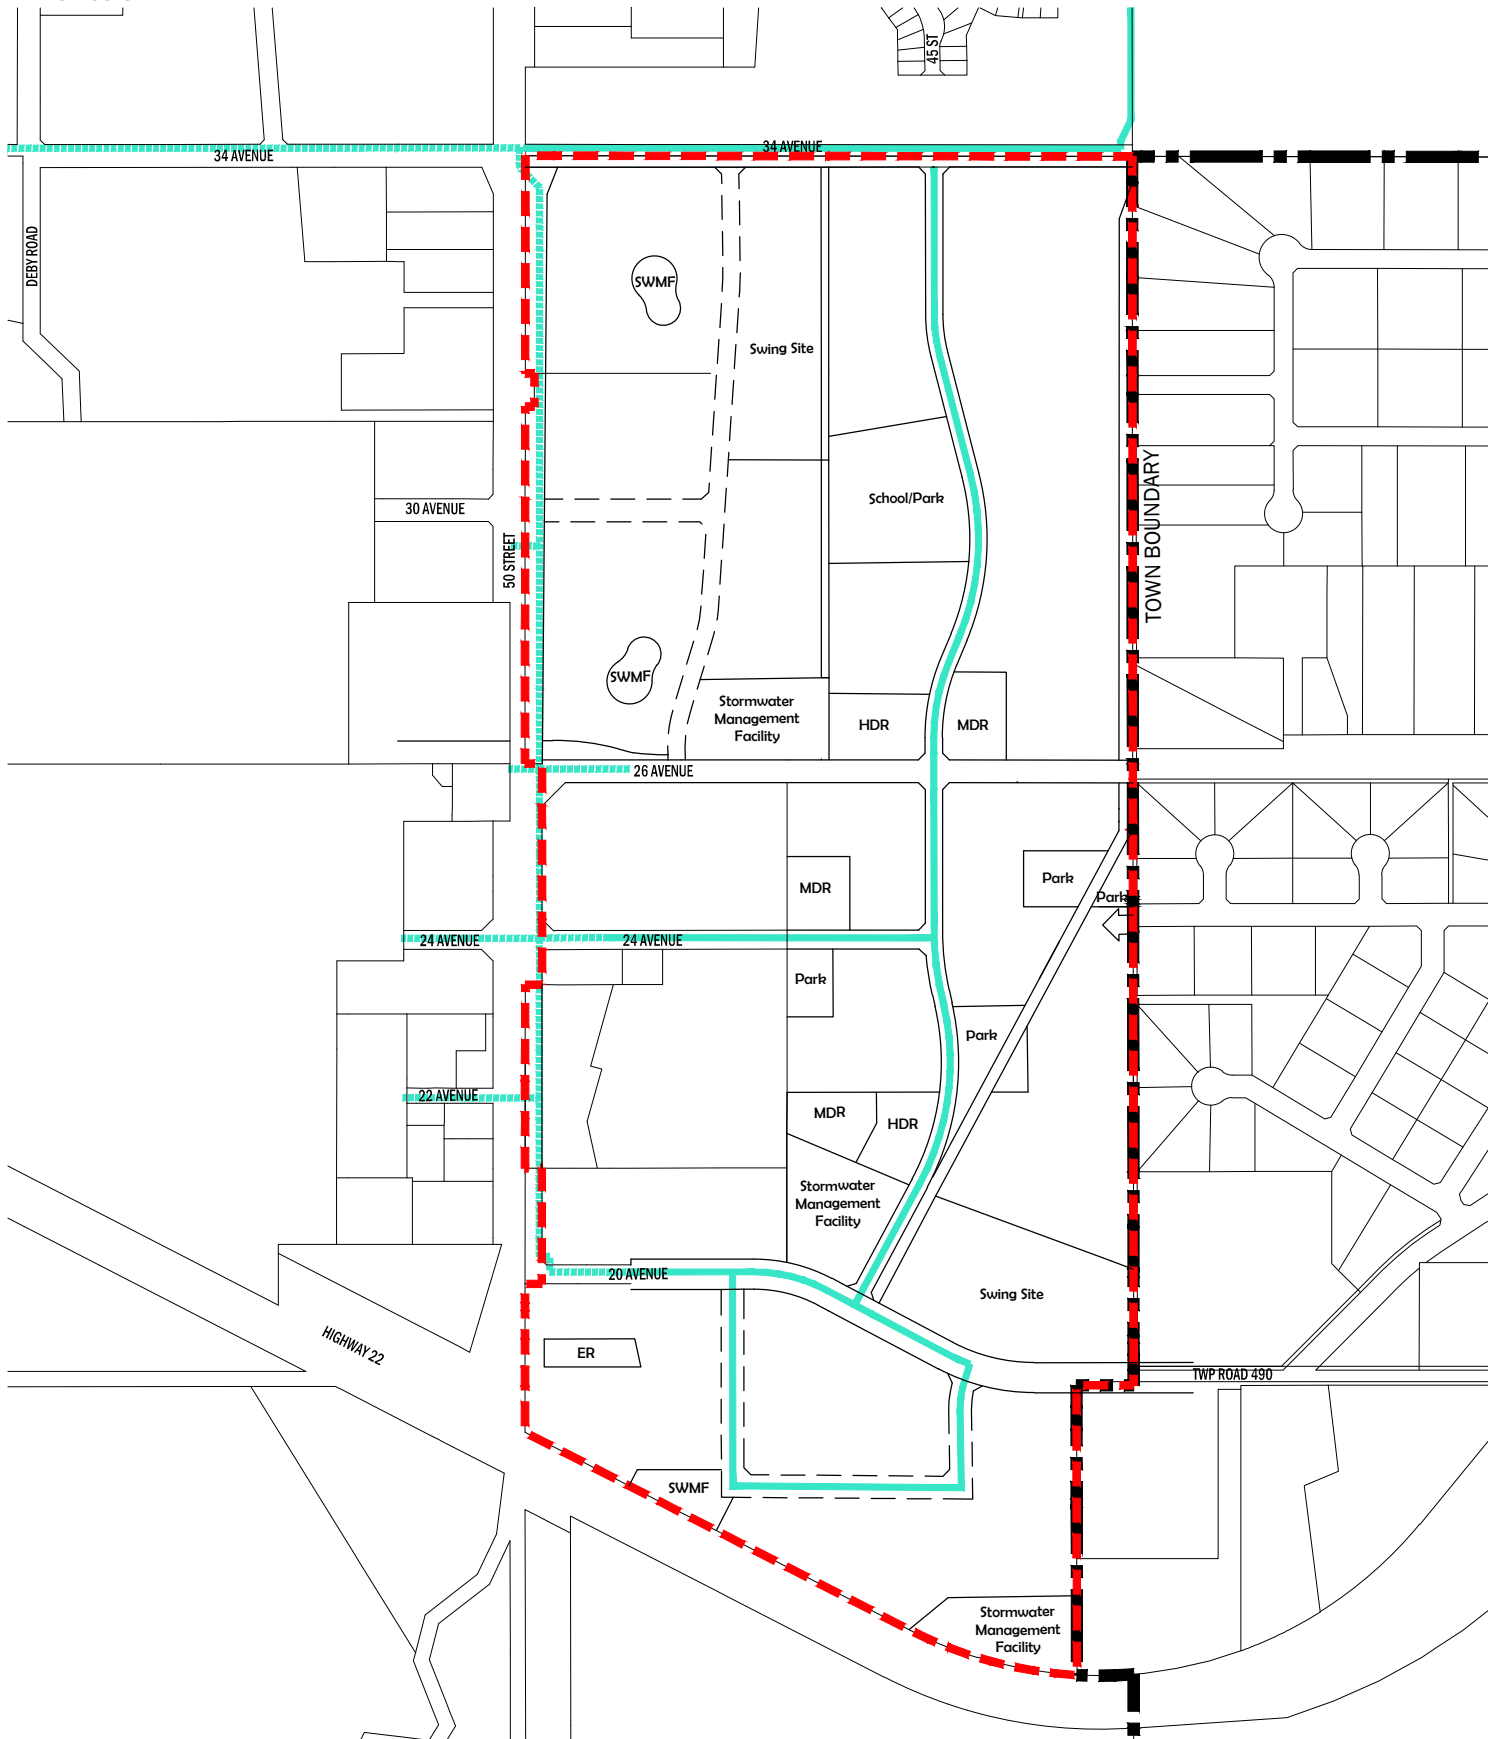 45 ST
34 AVENUE
34 AVENUE
DEBY ROAD
SWMF
Swing Site
School/Park
30 AVENUE
50 STREET
TOWN BOUNDARY
SWMF
Stormwater
Management
Facility
HDR
MDR
26 AVENUE
MDR
Park
Park
24 AVENUE
24 AVENUE
Park
Park
22 AVENUE
MDR
HDR
Stormwater
Management
Facility
20 AVENUE
Swing Site
HIGHWAY 22
ER
TWP ROAD 490
SWMF
Stormwater
Management
Facility